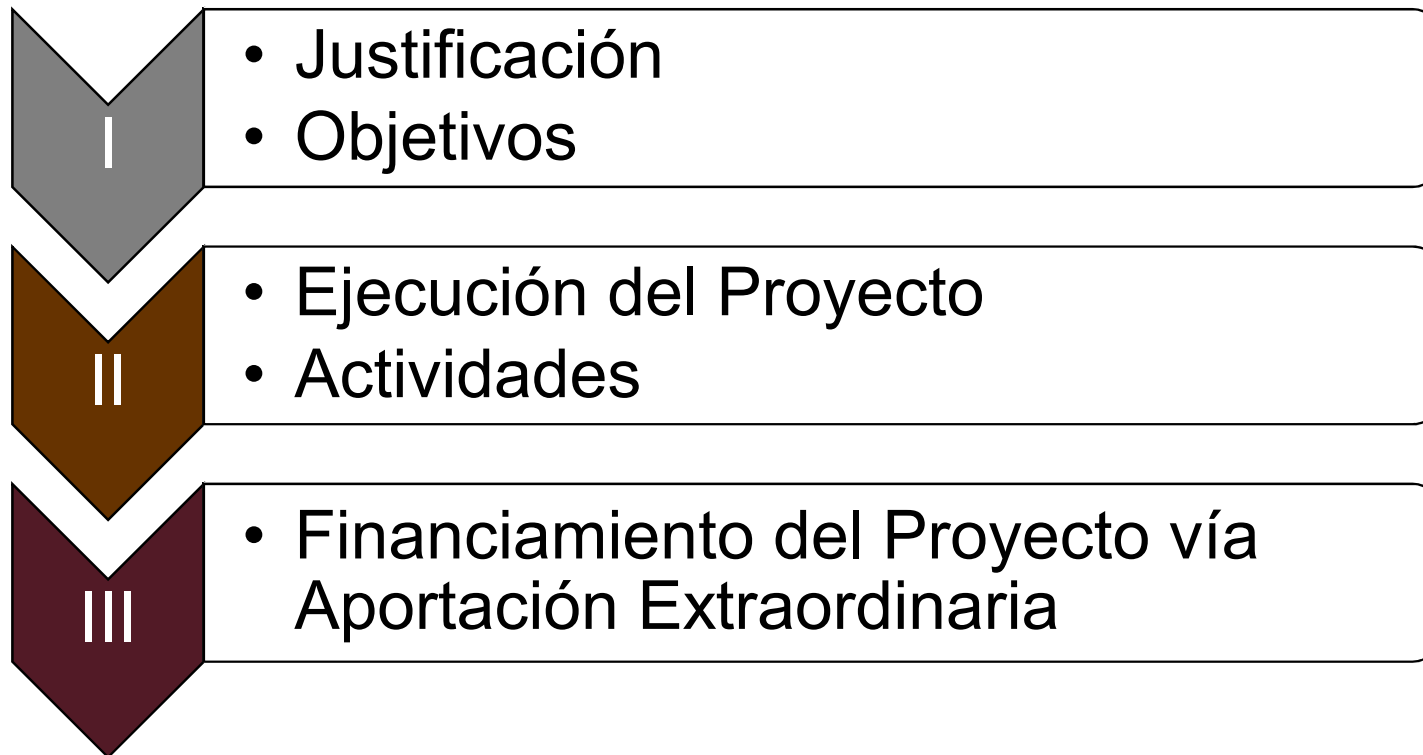 I
• Justificación
• Objetivos
II
• Ejecución del Proyecto
• Actividades
III
• Financiamiento del Proyecto vía
Aportación Extraordinaria